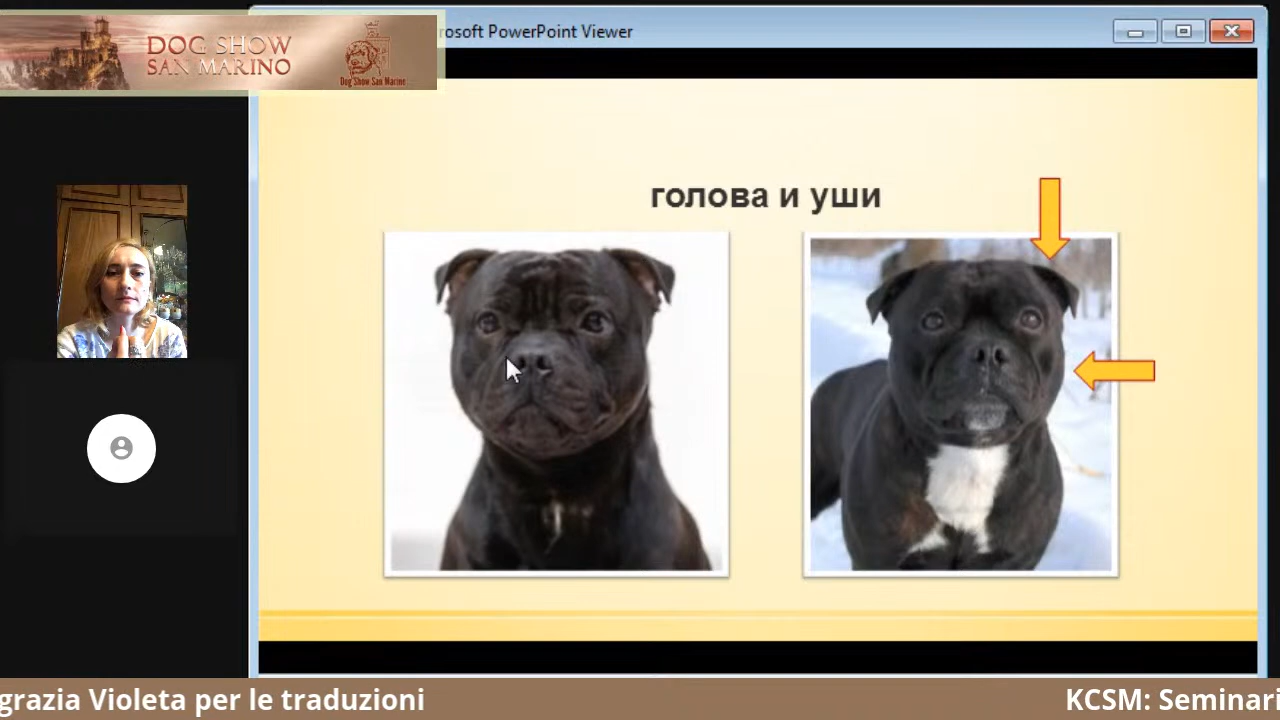 DOG SHOW
SAN MARINO
Dog Show San Marino
rosoft PowerPoint Viewer
голова и уши
grazia Violeta per le traduzioni
KCSM: Seminari